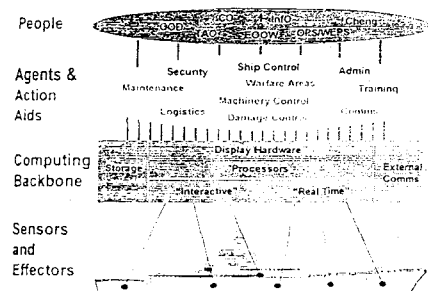 People
CO
InfO
Cheng
OOD
TAO
EOOW
OPS/WEPS
Agents &
Action
Aids
Security
Ship Control
Admin
Maintenance
Warfare Areas
Training
Machinery Control
Logistics
Damage Control
Comms
Computing
Backbone
Display Hardware
Storage
"Processors"
External
Comms
"Interactive"
"Real Time"
Sensors
and
Effectors